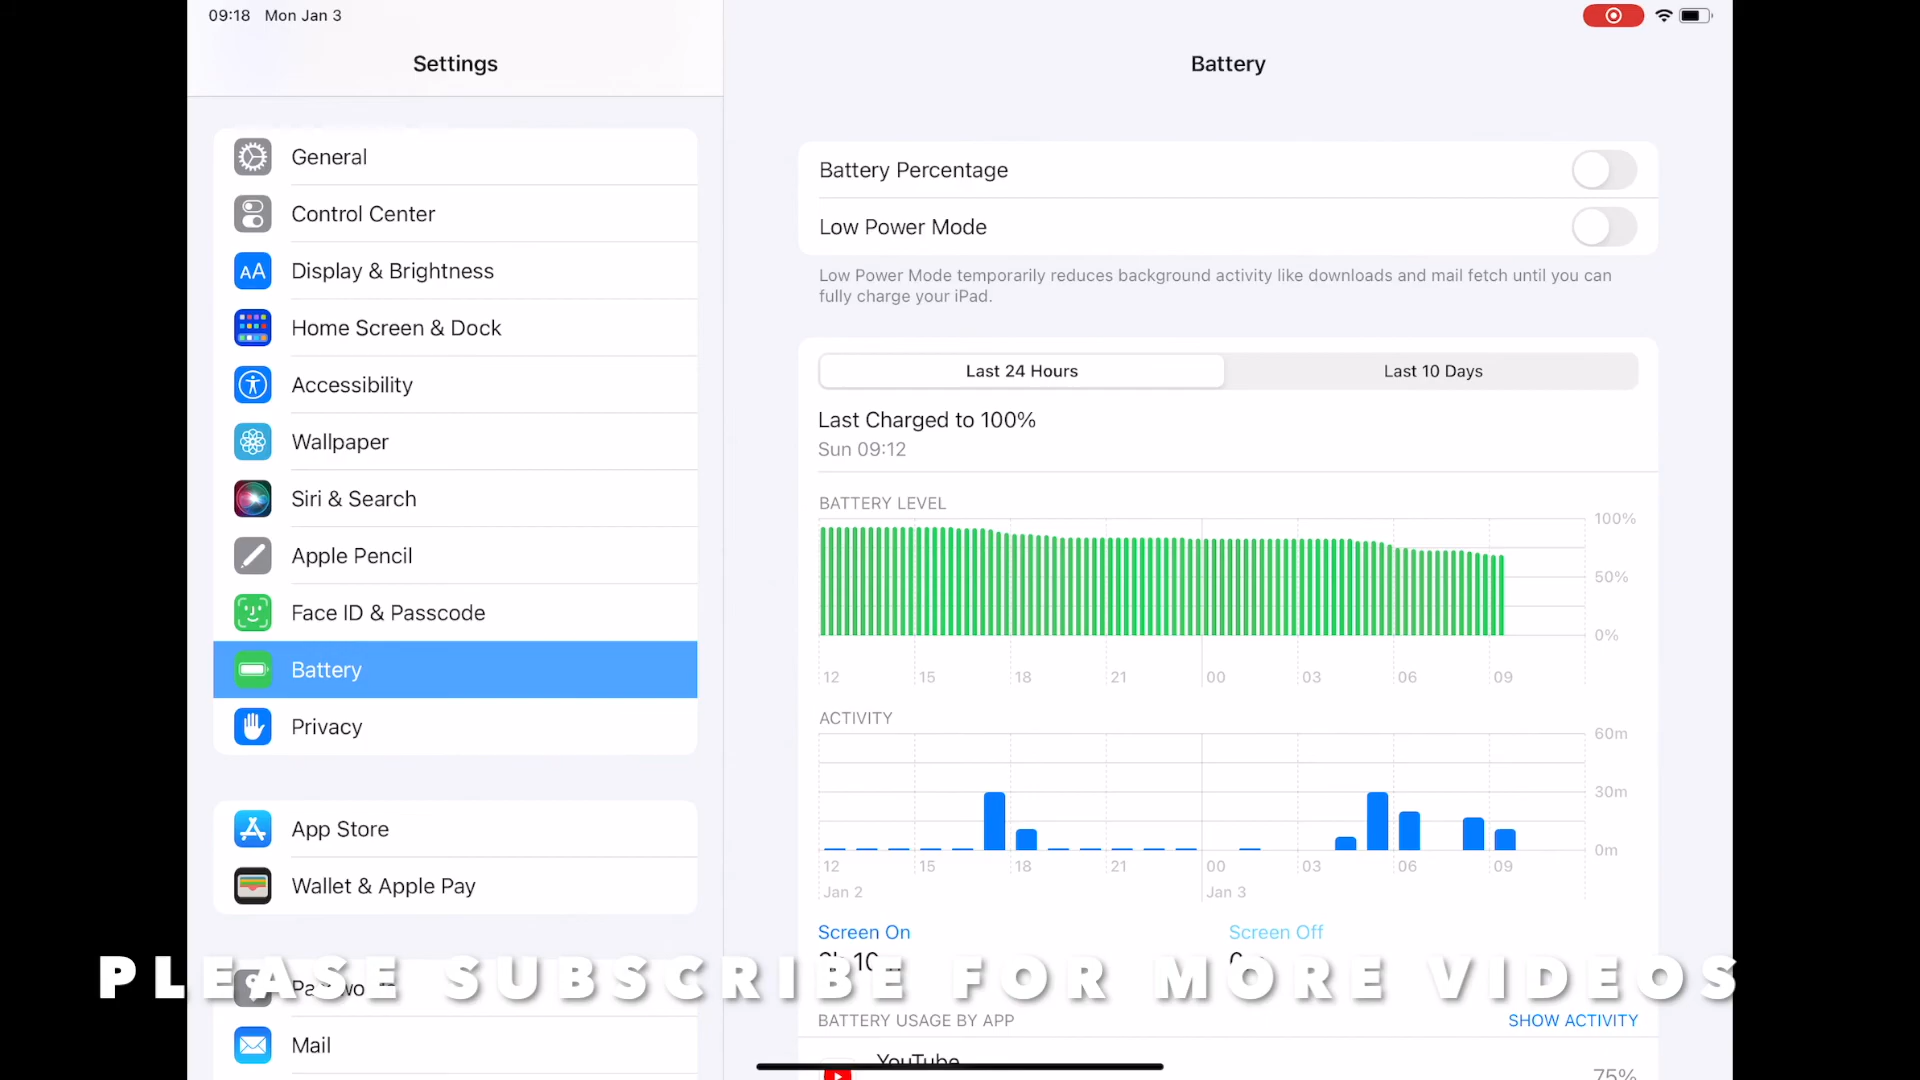 09:18 Mon Jan 3
Settings
Battery
General
Control Center
AA Display & Brightness
Home Screen & Dock
Accessibility
Wallpaper
Siri & Search
Apple Pencil
Face ID & Passcode
Battery
Privacy
App Store
Wallet & Apple Pay
Mail
Battery Percentage
Low Power Mode
Low Power Mode temporarily reduces background activity like downloads and mail fetch until you can
fully charge your iPad.
Last 24 Hours Last 10 Days
Last Charged to 100%
Sun 09:12
BATTERY LEVEL
100%
50%
0%
12 15 18 21 00 03 06 09
ACTIVITY
60m
30m
0m
12 15 18 21 00 03 06 09
Jan 2 Jan 3
Screen On Screen Off
PLEASE SUBSCRIBE FOR MORE VIDEOS
BATTERY USAGE BY APP SHOW ACTIVITY
YouTube
75%